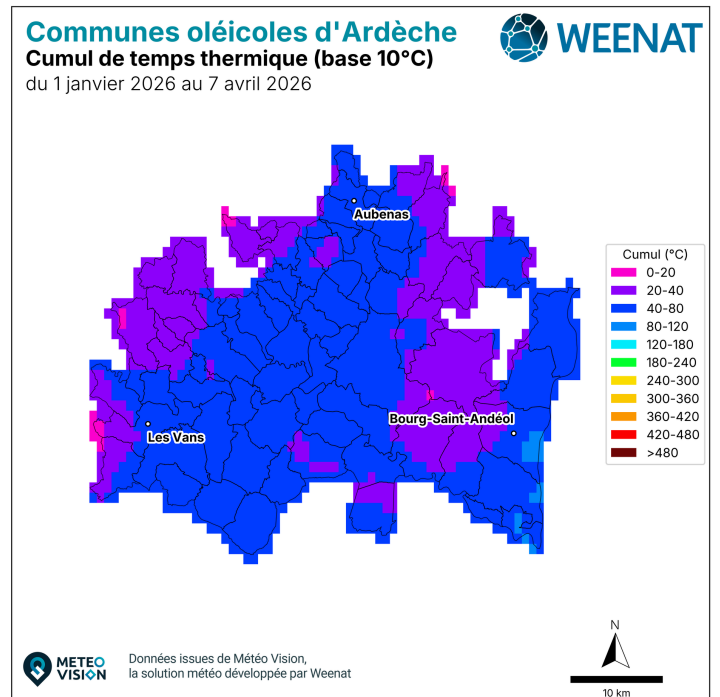 Communes oléicoles d'Ardèche
Cumul de temps thermique (base 10°C)
du 1 janvier 2026 au 7 avril 2026
WEENAT
Aubenas
Cumul (°C)
0-20
20-40
40-80
80-120
120-180
180-240
240-300
300-360
360-420
420-480
>480
Bourg-Saint-Andéol
Les Vans
METEO
VISION
Données issues de Météo Vision,
la solution météo développée par Weenat
N
10 km